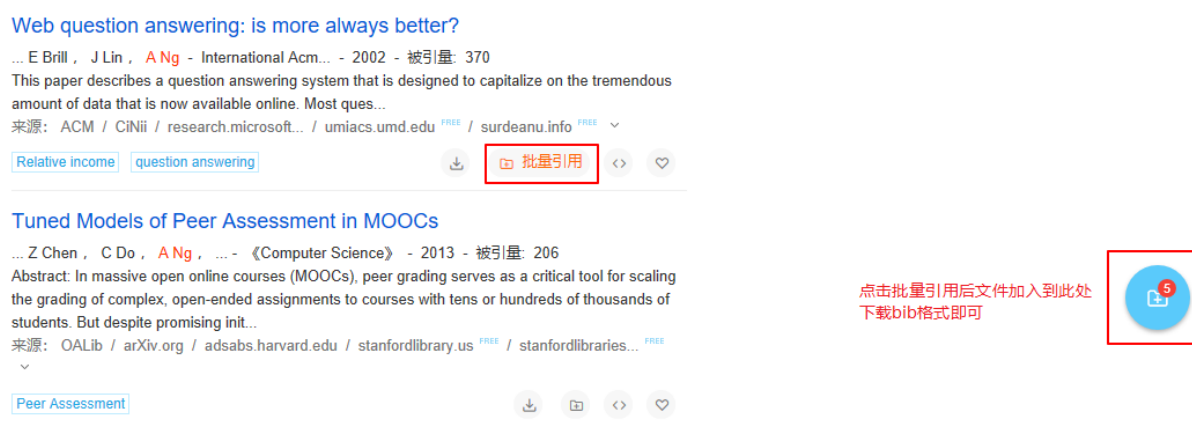 Web question answering: is more always better?
... E Brill ， J Lin ， A Ng - International Acm... - 2002 - 被引量: 370
This paper describes a question answering system that is designed to capitalize on the tremendous
amount of data that is now available online. Most ques...
来源: ACM / CiNii / research.microsoft... / umiacs.umd.edu FREE / surdeanu.info FREE
Relative income question answering 批量引用
Tuned Models of Peer Assessment in MOOCs
... Z Chen ， C Do ， A Ng ， ... - 《Computer Science》 - 2013 - 被引量: 206
Abstract: In massive open online courses (MOOCs), peer grading serves as a critical tool for scaling
the grading of complex, open-ended assignments to courses with tens or hundreds of thousands of
students. But despite promising init...
来源: OALib / arXiv.org / adsabs.harvard.edu / stanfordlibrary.us FREE / stanfordlibraries... FREE
Peer Assessment
点击批量引用后文件加入到此处
下载bib格式即可
5